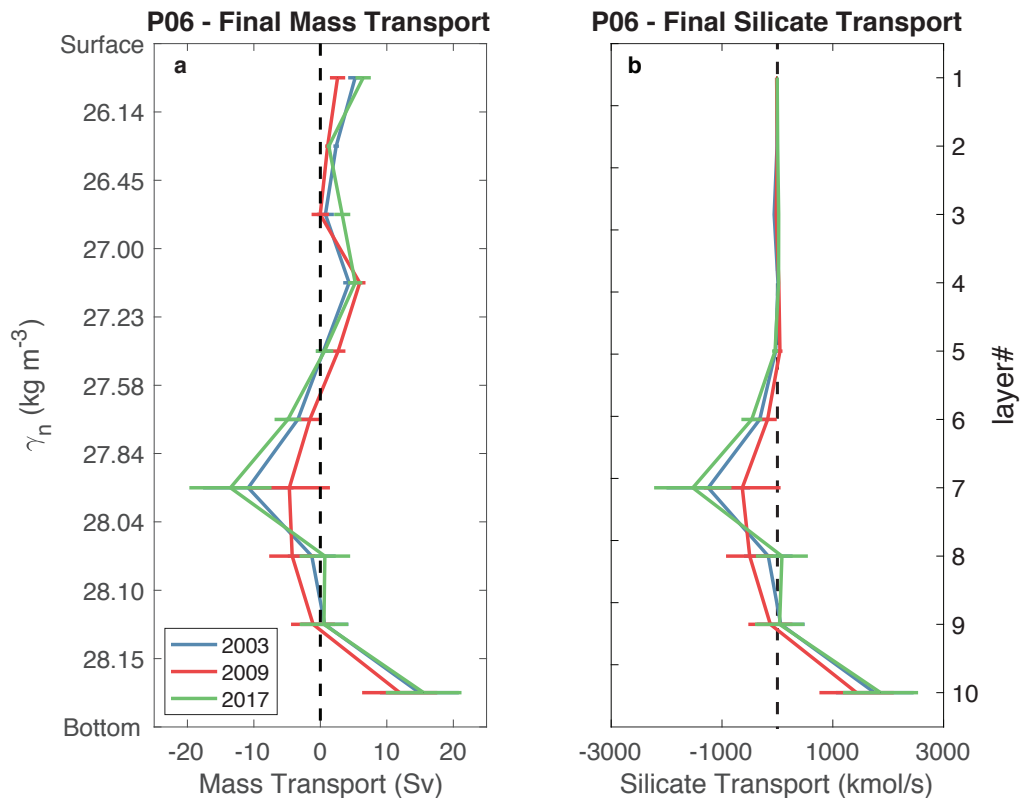 P06 - Final Mass Transport
P06 - Final Silicate Transport
a
b
Surface
26.14
26.45
27.00
27.23
27.58
27.84
28.04
28.10
28.15
Bottom
γn (kg m-3)
2003
2009
2017
-20 -10 0 10 20
Mass Transport (Sv)
1
2
3
4
5
6
7
8
9
10
layer#
-3000 -1000 1000 3000
Silicate Transport (kmol/s)